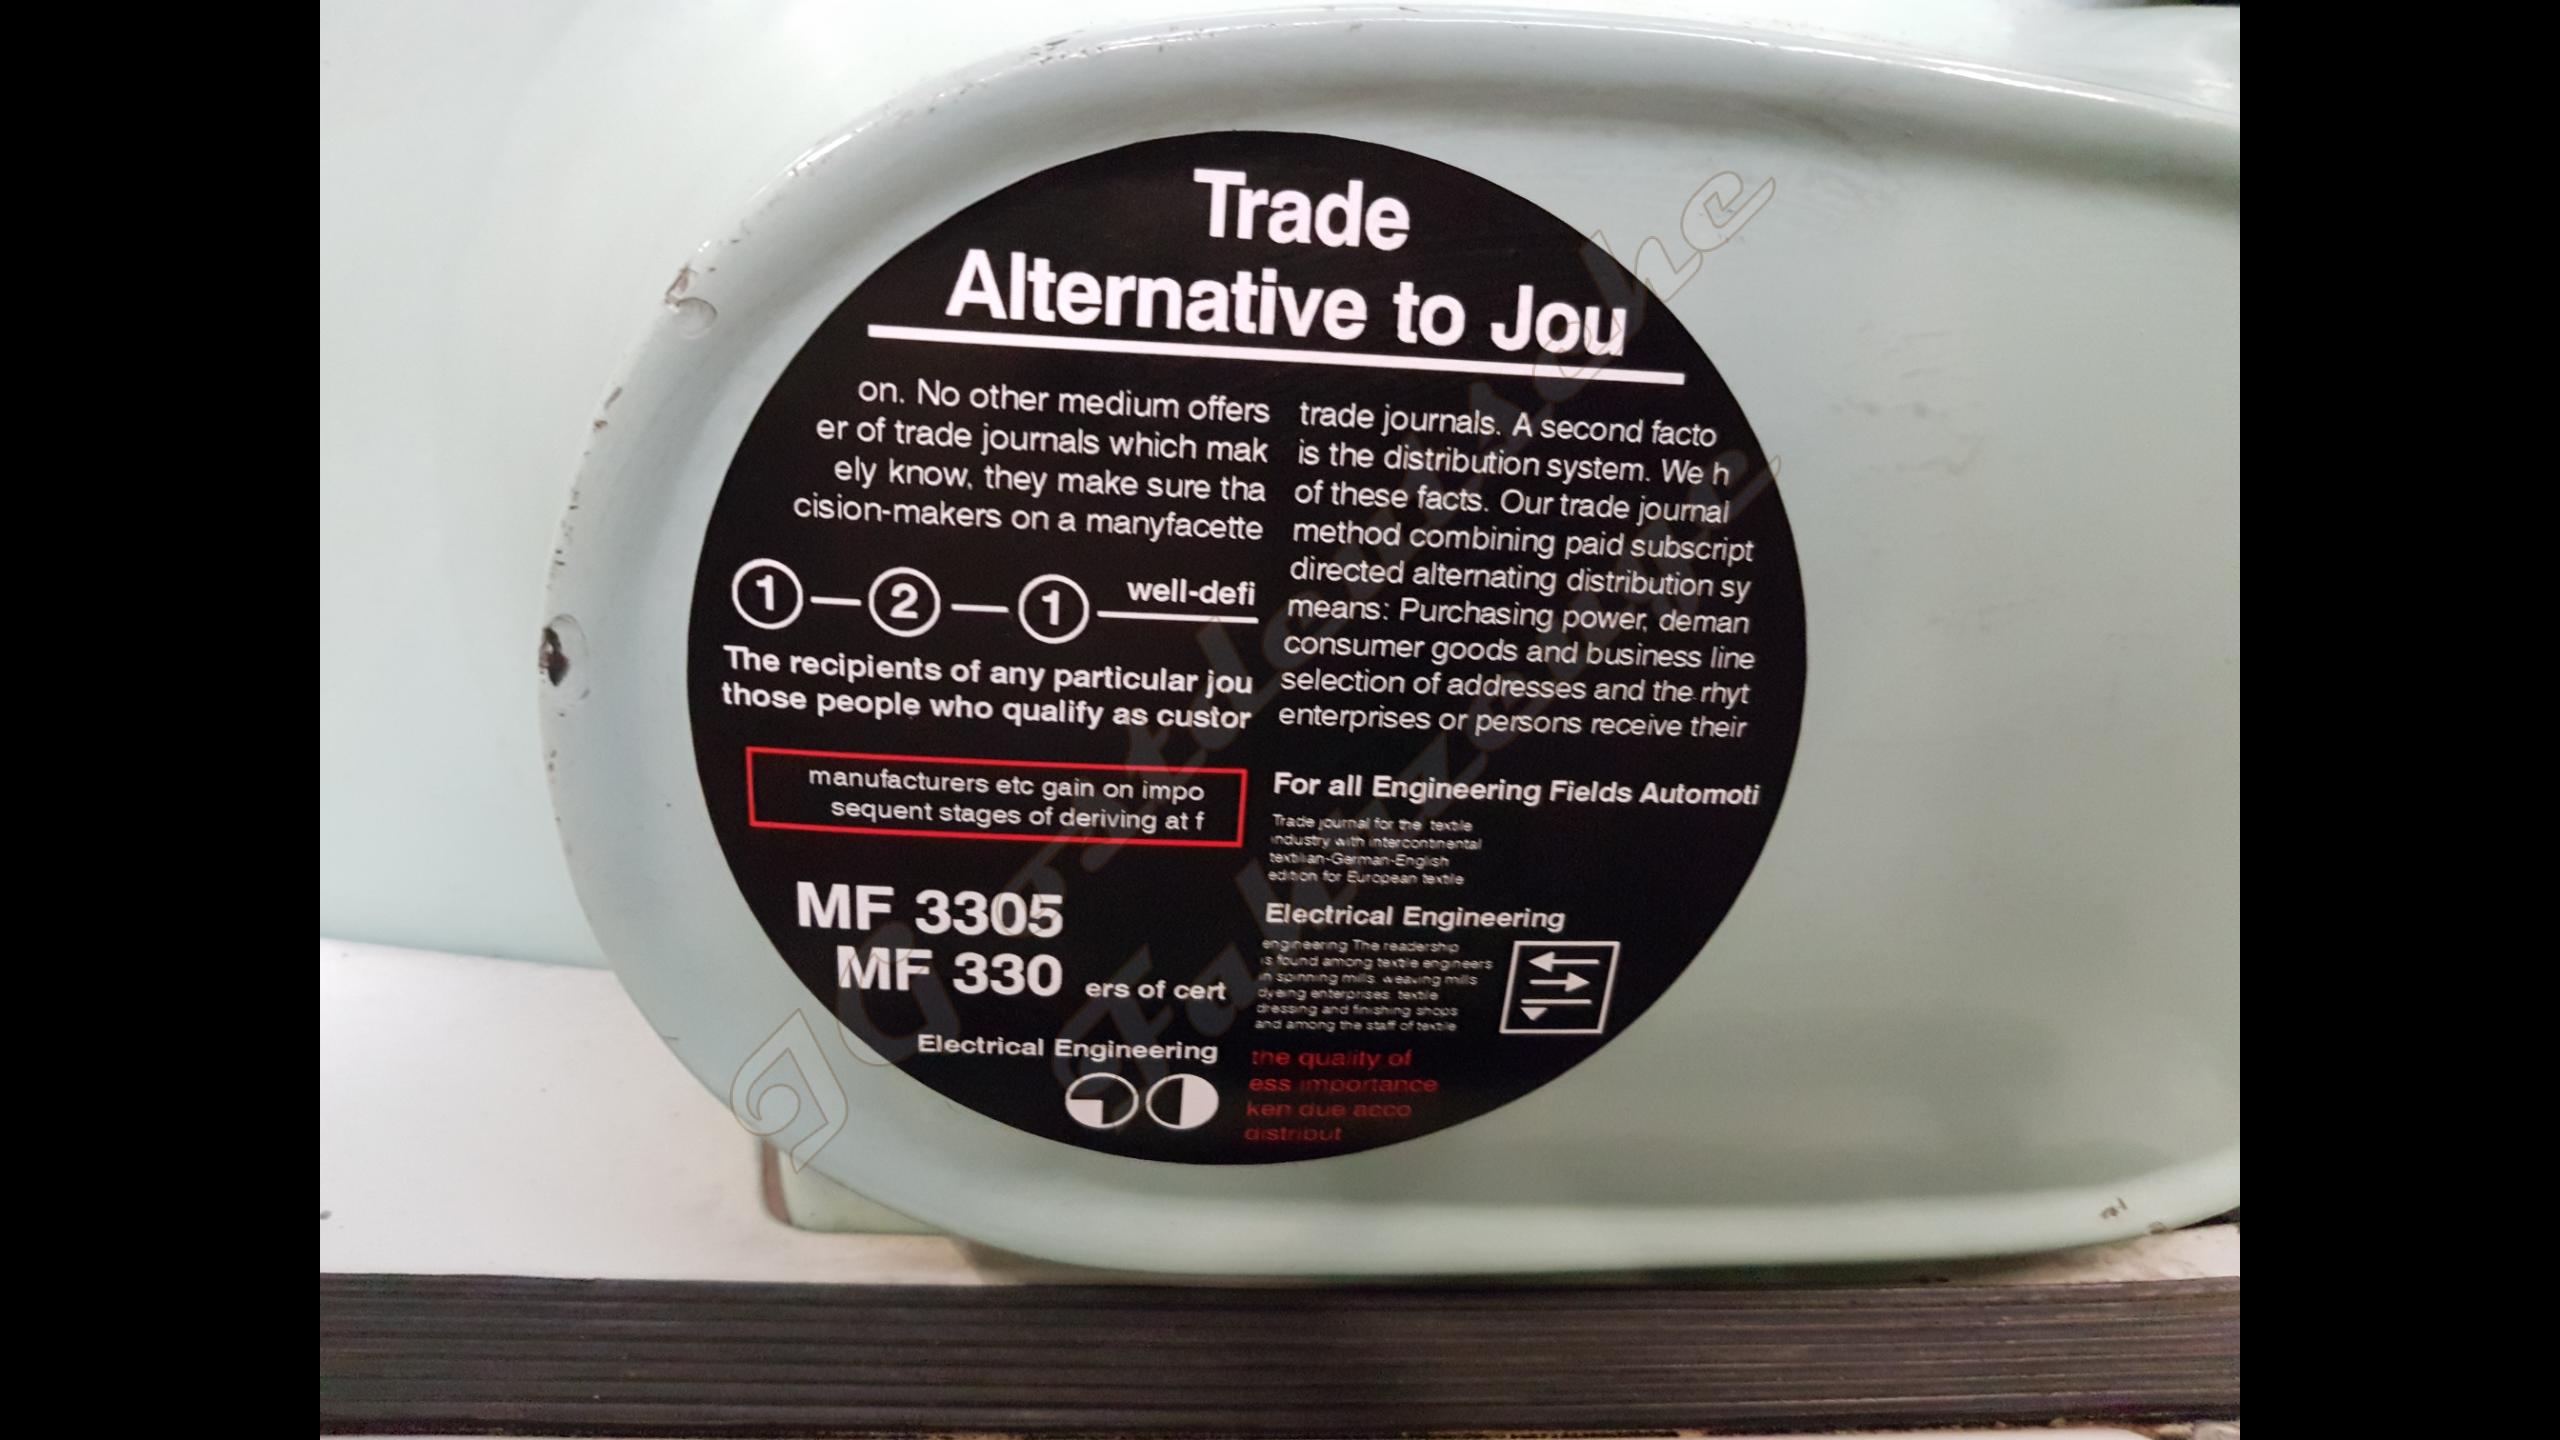 Trade
Alternative to Jou
on. No other medium offers
er of trade journals which mak
ely know, they make sure tha
cision-makers on a manyfacette
1 — 2 — 1 well-defi
The recipients of any particular jou
those people who qualify as custor
manufacturers etc gain on impo
sequent stages of deriving at f
MF 3305
MF 330 ers of cert
Electrical Engineering
trade journals. A second facto
is the distribution system. We h
of these facts. Our trade journal
method combining paid subscript
directed alternating distribution sy
means: Purchasing power, deman
consumer goods and business line
selection of addresses and the rhyt
enterprises or persons receive their
For all Engineering Fields Automoti
Trade journal for the textile
industry with intercontinental
textilian-German-English
edition for European textile
Electrical Engineering
engineering The readership
is found among textile engineers
in spinning mills, weaving mills
dyeing enterprises, textile
dressing and finishing shops
and among the staff of textile
the quality of
ess importance
ken due acco
distribut
IG Ostdeutsche
Fahrzeuge